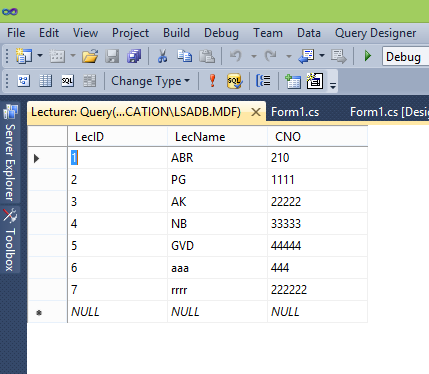 File Edit View Project Build Debug Team Data Query Designer
Debug
Change Type
Server Explorer
Toolbox
Lecturer: Query(...CATION\LSADB.MDF) Form1.cs Form1.cs [Desi
LecID LecName CNO
1 ABR 210
2 PG 1111
3 AK 22222
4 NB 33333
5 GVD 44444
6 aaa 444
7 rrrr 222222
NULL NULL NULL